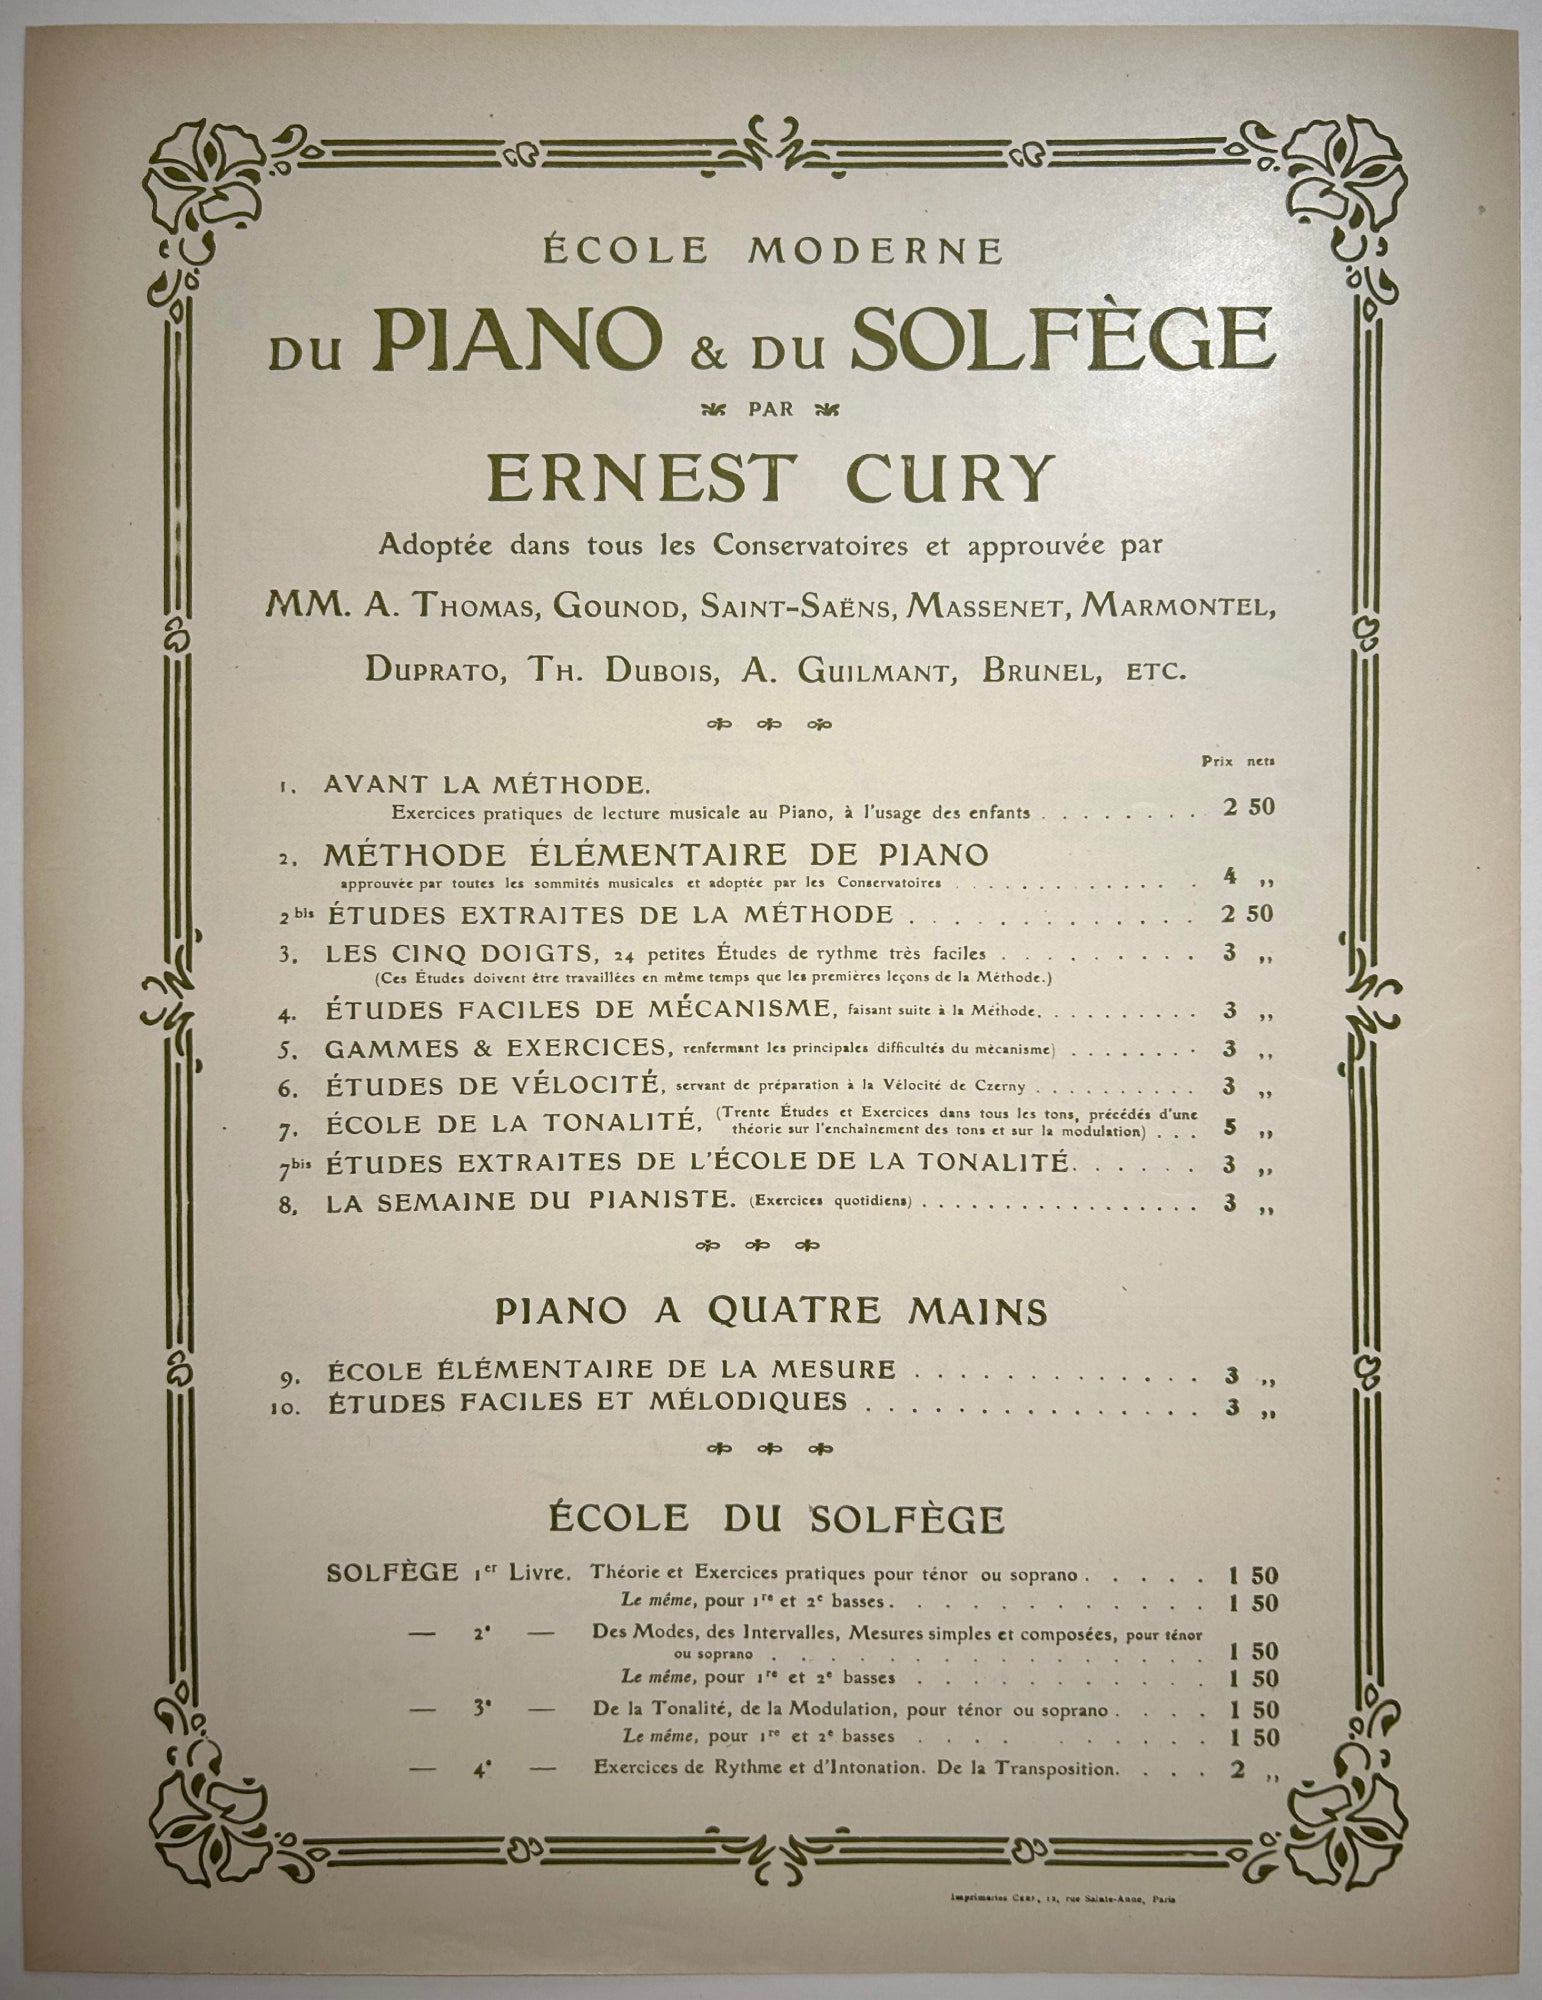 ÉCOLE MODERNE
DU PIANO & DU SOLFÈGE
PAR
ERNEST CURY
Adoptée dans tous les Conservatoires et approuvée par
MM. A. THOMAS, GOUNOD, SAINT-SAËNS, MASSENET, MARMONTEL,
DUPRATO, TH. DUBOIS, A. GUILMANT, BRUNEL, ETC.
Prix nets
1. AVANT LA MÉTHODE.
Exercices pratiques de lecture musicale au Piano, à l'usage des enfants . . . . . . . . 2 50
2. MÉTHODE ÉLÉMENTAIRE DE PIANO
approuvée par toutes les sommités musicales et adoptée par les Conservatoires . . . . . . . . . . . . . 4 ,,
2 bis ÉTUDES EXTRAITES DE LA MÉTHODE . . . . . . . . . . . . . 2 50
3. LES CINQ DOIGTS, 24 petites Études de rythme très faciles . . . . . . . . . 3 ,,
(Ces Études doivent être travaillées en même temps que les premières leçons de la Méthode.)
4. ÉTUDES FACILES DE MÉCANISME, faisant suite à la Méthode. . . . . . . . . . 3 ,,
5. GAMMES & EXERCICES, renfermant les principales difficultés du mécanisme) . . . . . . . . 3 ,,
6. ÉTUDES DE VÉLOCITÉ, servant de préparation à la Vélocité de Czerny . . . . . . . . . . 3 ,,
7. ÉCOLE DE LA TONALITÉ, (Trente Études et Exercices dans tous les tons, précédés d'une
théorie sur l'enchaînement des tons et sur la modulation) . . . 5 ,,
7 bis ÉTUDES EXTRAITES DE L'ÉCOLE DE LA TONALITÉ. . . . . . 3 ,,
8. LA SEMAINE DU PIANISTE. (Exercices quotidiens) . . . . . . . . . . . . . . . . . 3 ,,
PIANO A QUATRE MAINS
9. ÉCOLE ÉLÉMENTAIRE DE LA MESURE . . . . . . . . . . . . . 3 ,,
10. ÉTUDES FACILES ET MÉLODIQUES . . . . . . . . . . . . . . . 3 ,,
ÉCOLE DU SOLFÈGE
SOLFÈGE 1er Livre. Théorie et Exercices pratiques pour ténor ou soprano . . . . . 1 50
Le même, pour 1re et 2e basses . . . . . . . . . . . . 1 50
— 2e — Des Modes, des Intervalles, Mesures simples et composées, pour ténor
ou soprano . . . . . . . . . . . . . . . 1 50
Le même, pour 1re et 2e basses . . . . . . . . . . . 1 50
— 3e — De la Tonalité, de la Modulation, pour ténor ou soprano . . . . 1 50
Le même, pour 1re et 2e basses . . . . . . . . . . 1 50
— 4e — Exercices de Rythme et d'Intonation. De la Transposition. . . . . 2 ,,
Imprimeries CERF, 12, rue Sainte-Anne, Paris